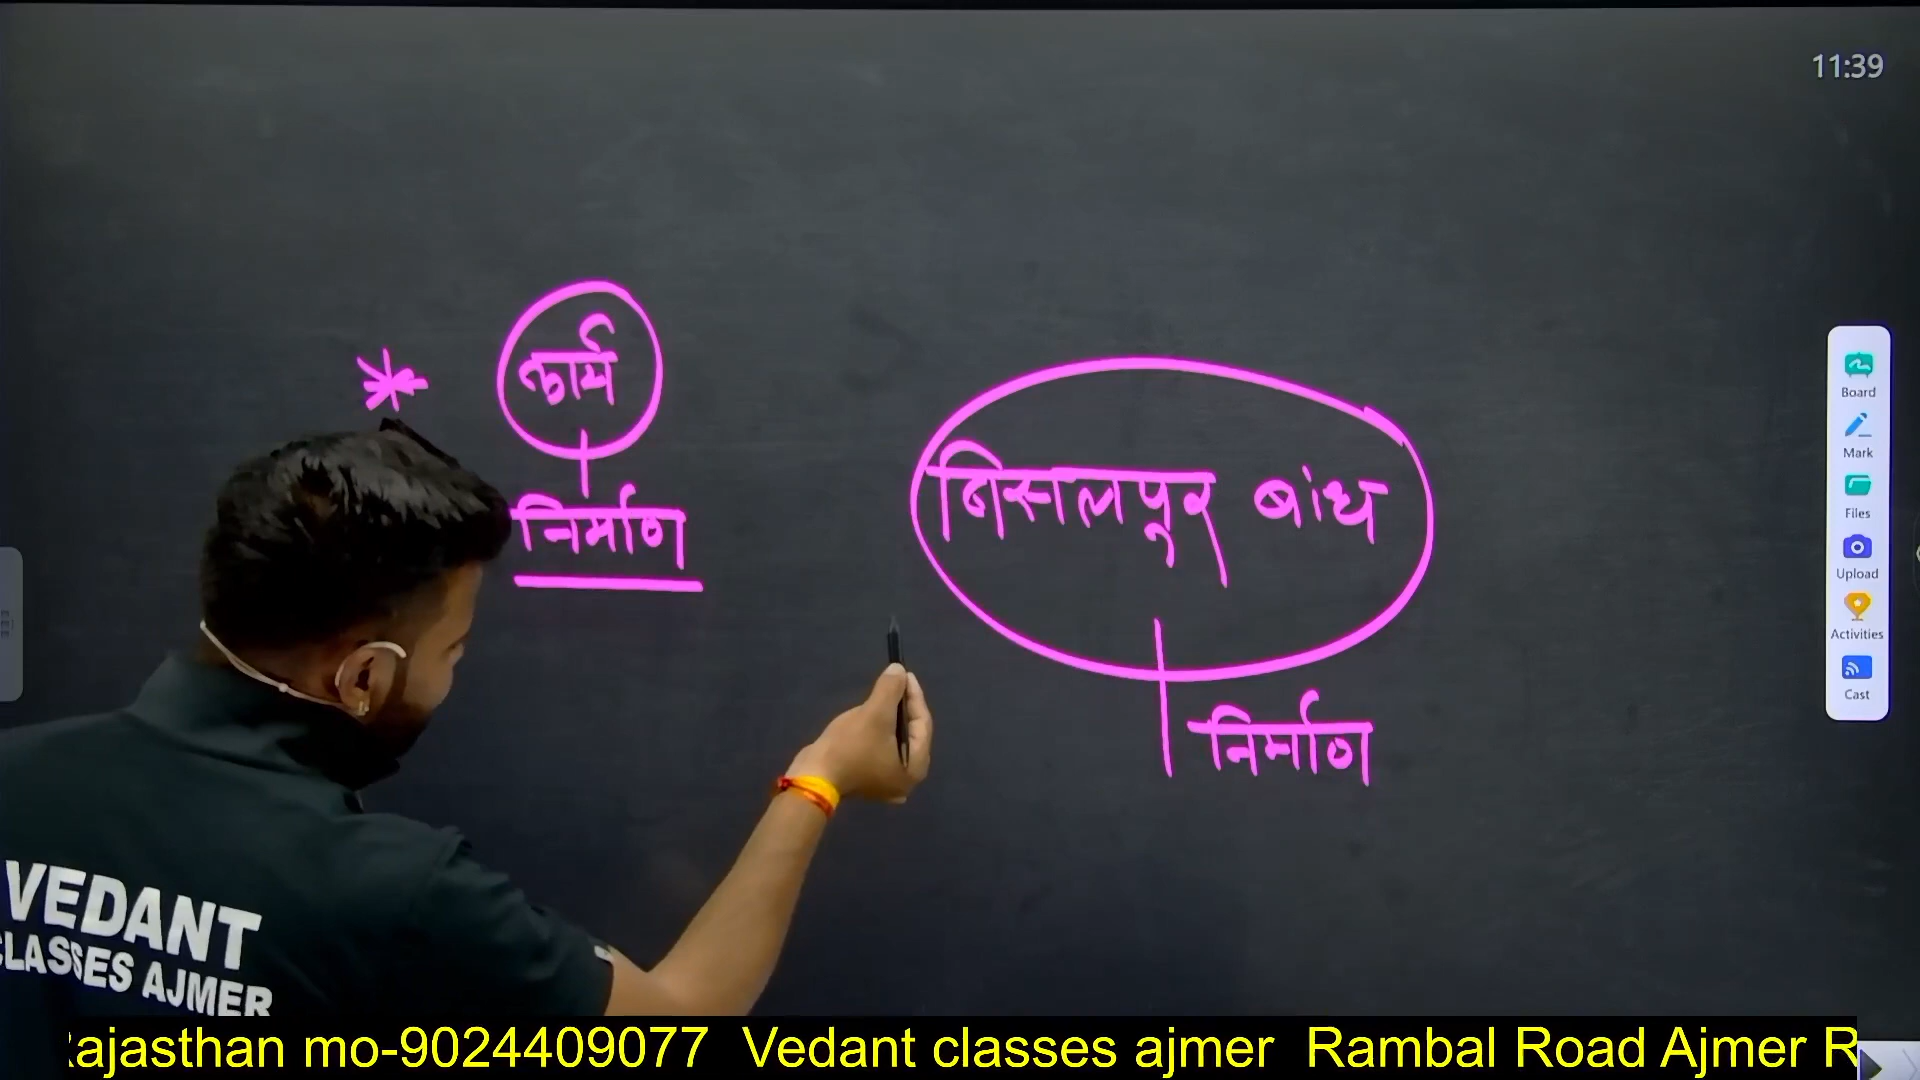 11:39
* कार्य
निर्माण
बिसलपुर बांध
निर्माण
Board
Mark
Files
Upload
Activities
Cast
VEDANT
CLASSES AJMER
Rajasthan mo-9024409077 Vedant classes ajmer Rambal Road Ajmer R